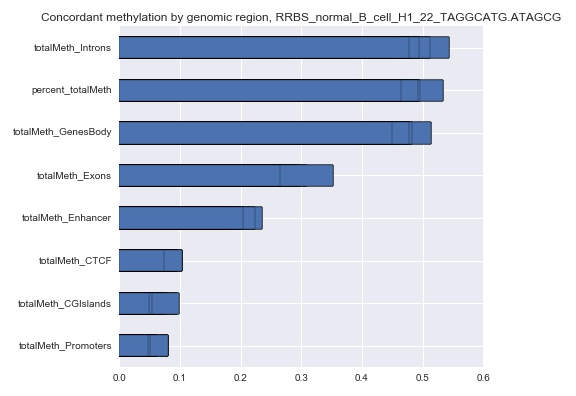 Concordant methylation by genomic region, RRBS_normal_B_cell_H1_22_TAGGCATG.ATAGCG
totalMeth_Introns
percent_totalMeth
totalMeth_GenesBody
totalMeth_Exons
totalMeth_Enhancer
totalMeth_CTCF
totalMeth_CGIslands
totalMeth_Promoters
0.0 0.1 0.2 0.3 0.4 0.5 0.6